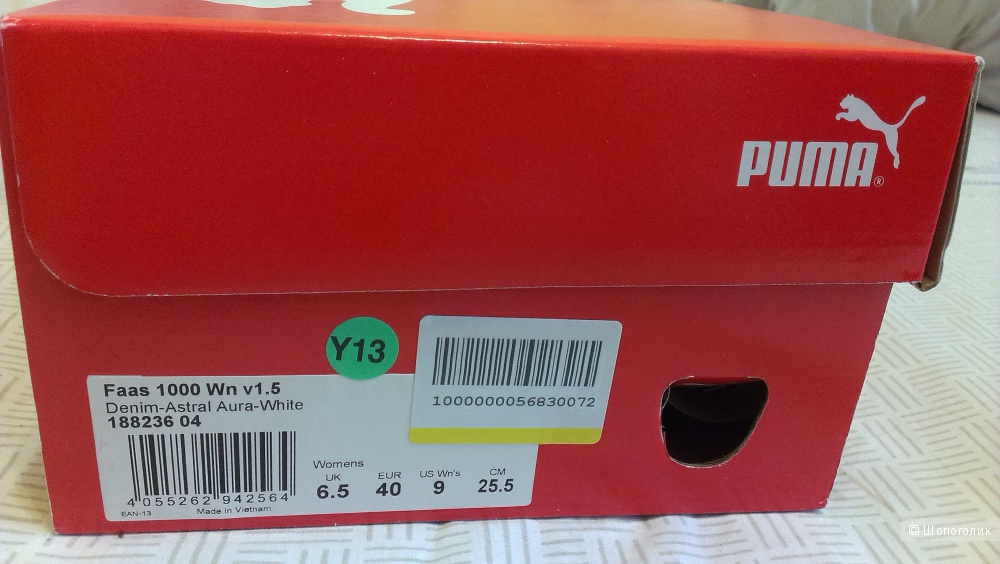 PUMA®
Y13
1000000056830072
Faas 1000 Wn v1.5
Denim-Astral Aura-White
188236 04
4 055262 942564
EAN-13
Made in Vietnam
Womens
UK EUR US Wn's CM
6.5 40 9 25.5
© Шопоголик